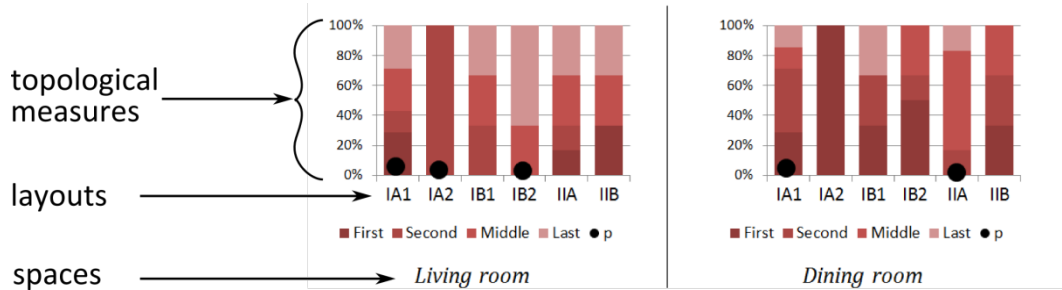 topological
measures
layouts
spaces
100%
80%
60%
40%
20%
0%
IA1 IA2 IB1 IB2 IIA IIB
First Second Middle Last p
Living room
100%
80%
60%
40%
20%
0%
IA1 IA2 IB1 IB2 IIA IIB
First Second Middle Last p
Dining room